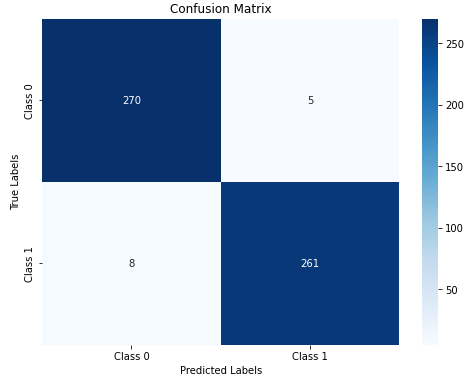 Confusion Matrix
Class 0
270
5
250
200
150
100
50
True Labels
Class 1
8
261
Class 0
Class 1
Predicted Labels